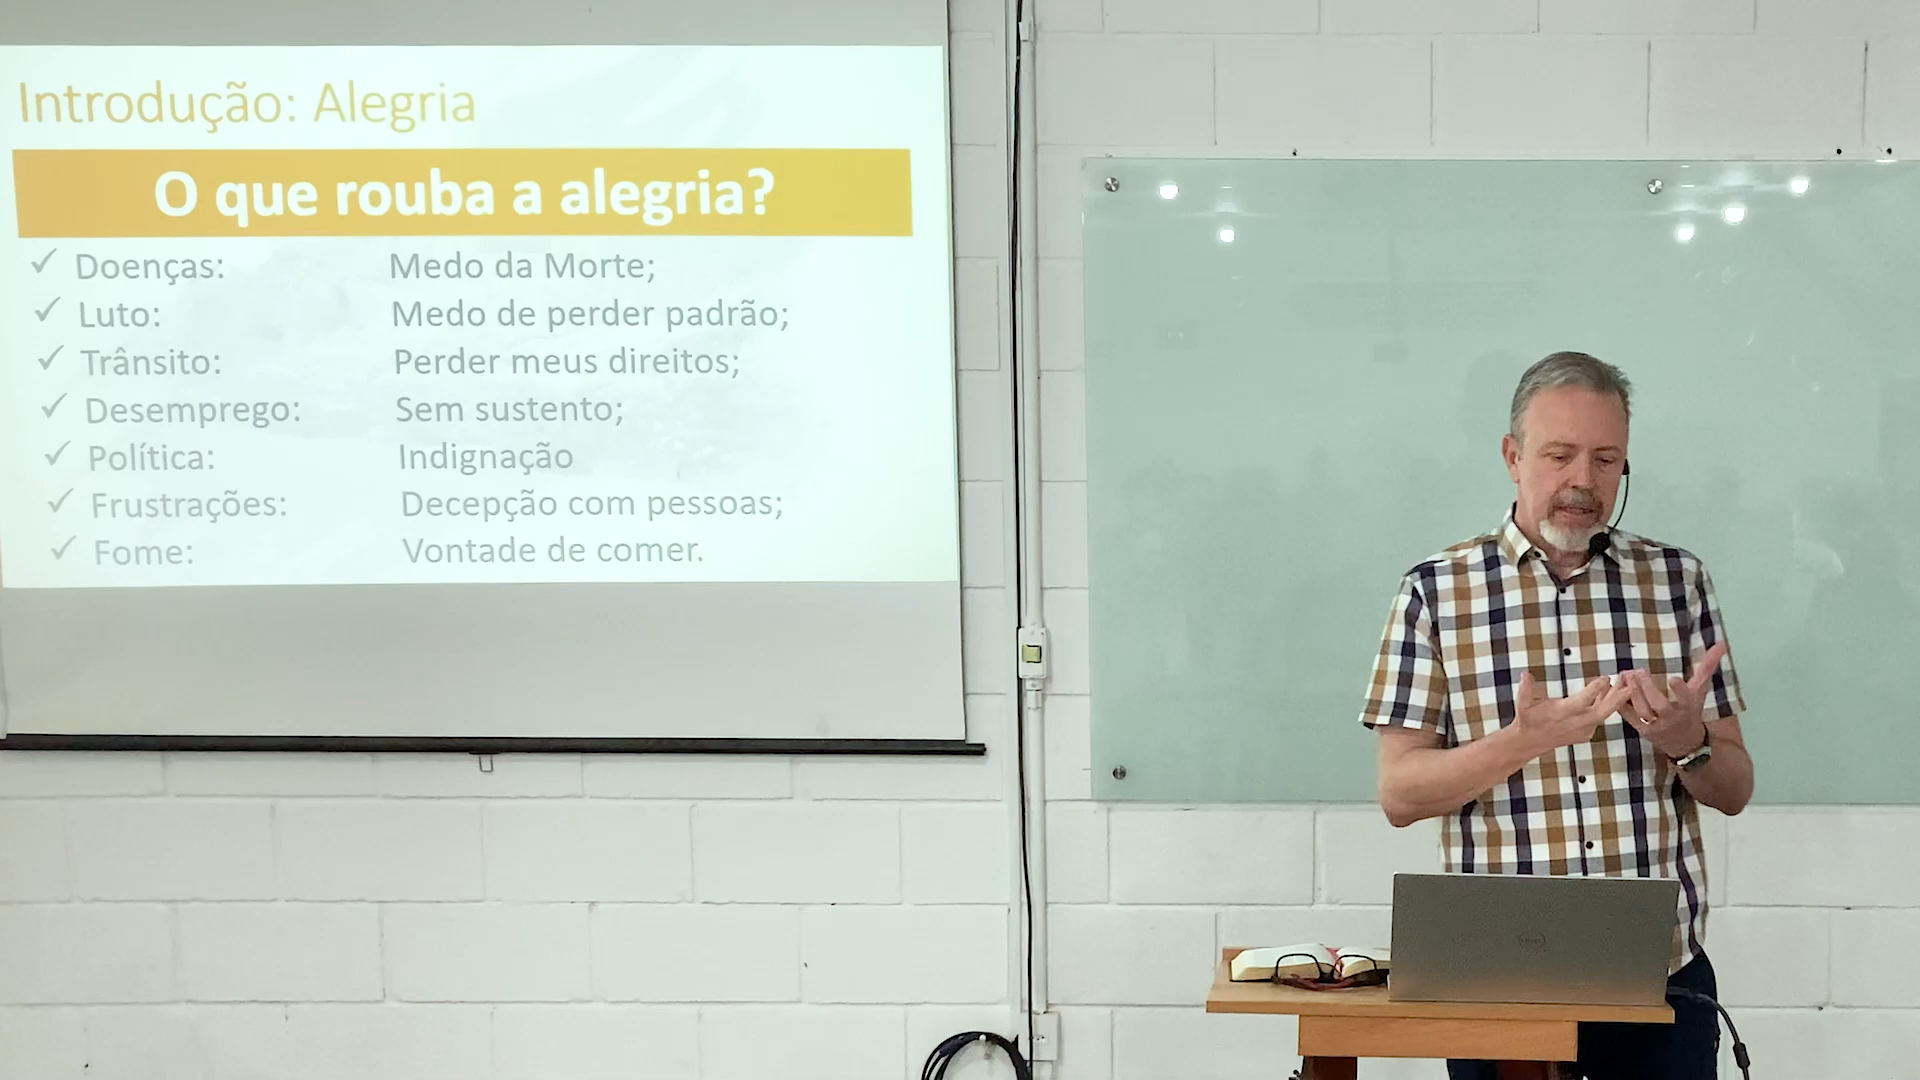 Introdução: Alegria
O que rouba a alegria?
✓ Doenças: Medo da Morte;
✓ Luto: Medo de perder padrão;
✓ Trânsito: Perder meus direitos;
✓ Desemprego: Sem sustento;
✓ Política: Indignação
✓ Frustrações: Decepção com pessoas;
✓ Fome: Vontade de comer.
DELL